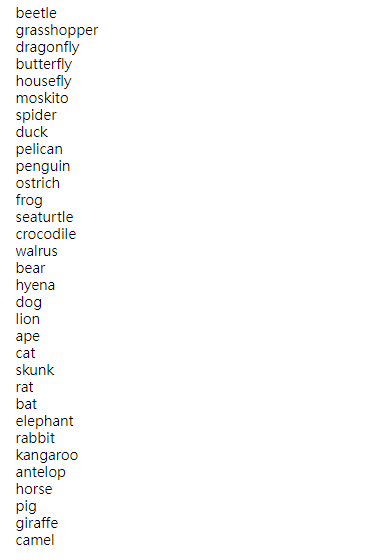 beetle
grasshopper
dragonfly
butterfly
housefly
moskito
spider
duck
pelican
penguin
ostrich
frog
seaturtle
crocodile
walrus
bear
hyena
dog
lion
ape
cat
skunk
rat
bat
elephant
rabbit
kangaroo
antelop
horse
pig
giraffe
camel